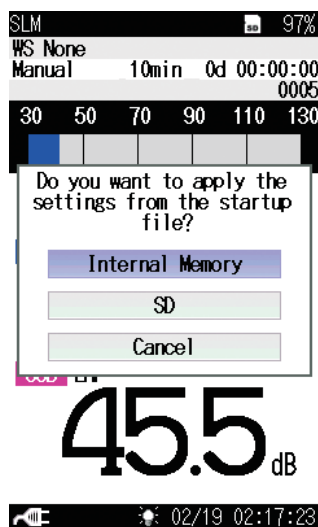 SLM SD 97%
WS None
Manual 10min 0d 00:00:00
0005
30 50 70 90 110 130
Do you want to apply the
settings from the startup
file?
Internal Memory
SD
Cancel
45.5 dB
02/19 02:17:23